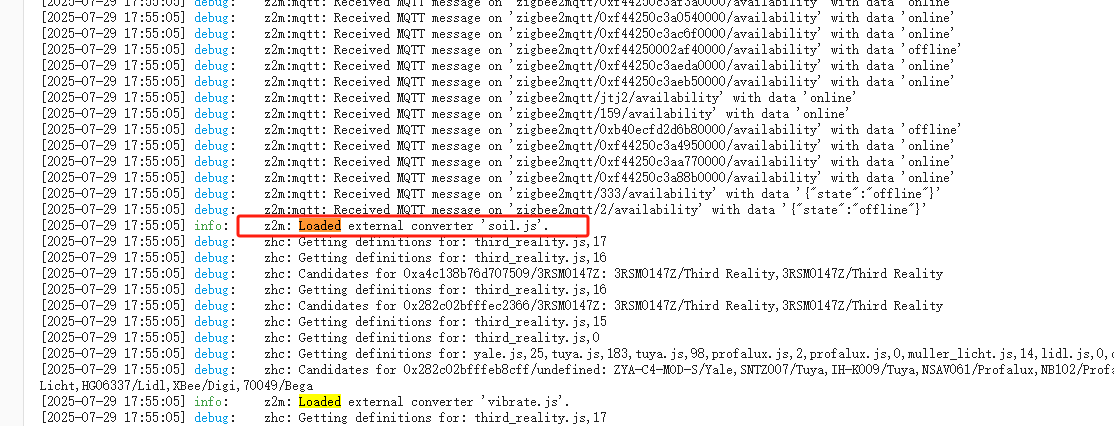 [2025-07-29 17:55:05] debug: z2m:mqtt: Received MQTT message on 'zigbee2mqtt/0xf44250c3af3a0000/availability' with data 'online'
[2025-07-29 17:55:05] debug: z2m:mqtt: Received MQTT message on 'zigbee2mqtt/0xf44250c3a0540000/availability' with data 'online'
[2025-07-29 17:55:05] debug: z2m:mqtt: Received MQTT message on 'zigbee2mqtt/0xf44250c3ac6f0000/availability' with data 'online'
[2025-07-29 17:55:05] debug: z2m:mqtt: Received MQTT message on 'zigbee2mqtt/0xf44250002af40000/availability' with data 'offline'
[2025-07-29 17:55:05] debug: z2m:mqtt: Received MQTT message on 'zigbee2mqtt/0xf44250c3aeda0000/availability' with data 'online'
[2025-07-29 17:55:05] debug: z2m:mqtt: Received MQTT message on 'zigbee2mqtt/0xf44250c3aeb50000/availability' with data 'online'
[2025-07-29 17:55:05] debug: z2m:mqtt: Received MQTT message on 'zigbee2mqtt/jtj2/availability' with data 'online'
[2025-07-29 17:55:05] debug: z2m:mqtt: Received MQTT message on 'zigbee2mqtt/159/availability' with data 'online'
[2025-07-29 17:55:05] debug: z2m:mqtt: Received MQTT message on 'zigbee2mqtt/0xb40ecfd2d6b80000/availability' with data 'offline'
[2025-07-29 17:55:05] debug: z2m:mqtt: Received MQTT message on 'zigbee2mqtt/0xf44250c3a4950000/availability' with data 'online'
[2025-07-29 17:55:05] debug: z2m:mqtt: Received MQTT message on 'zigbee2mqtt/0xf44250c3aa770000/availability' with data 'online'
[2025-07-29 17:55:05] debug: z2m:mqtt: Received MQTT message on 'zigbee2mqtt/0xf44250c3a88b0000/availability' with data 'online'
[2025-07-29 17:55:05] debug: z2m:mqtt: Received MQTT message on 'zigbee2mqtt/333/availability' with data '{"state":"offline"}'
[2025-07-29 17:55:05] debug: z2m:mqtt: Received MQTT message on 'zigbee2mqtt/2/availability' with data '{"state":"offline"}'
[2025-07-29 17:55:05] info: z2m: Loaded external converter 'soil.js'.
[2025-07-29 17:55:05] debug: zhc: Getting definitions for: third_reality.js,17
[2025-07-29 17:55:05] debug: zhc: Getting definitions for: third_reality.js,16
[2025-07-29 17:55:05] debug: zhc: Candidates for 0xa4c138b76d707509/3RSM0147Z: 3RSM0147Z/Third Reality,3RSM0147Z/Third Reality
[2025-07-29 17:55:05] debug: zhc: Getting definitions for: third_reality.js,16
[2025-07-29 17:55:05] debug: zhc: Candidates for 0x282c02bfffec2366/3RSM0147Z: 3RSM0147Z/Third Reality,3RSM0147Z/Third Reality
[2025-07-29 17:55:05] debug: zhc: Getting definitions for: third_reality.js,15
[2025-07-29 17:55:05] debug: zhc: Getting definitions for: third_reality.js,0
[2025-07-29 17:55:05] debug: zhc: Getting definitions for: yale.js,25,tuya.js,183,tuya.js,98,profalux.js,2,profalux.js,0,muller_licht.js,14,lidl.js,0,
[2025-07-29 17:55:05] debug: zhc: Candidates for 0x282c02bfffeb8cff/undefined: ZYA-C4-MOD-S/Yale,SNTZ007/Tuya,IH-K009/Tuya,NSAV061/Profalux,NB102/Profa
Licht,HG06337/Lidl,XBee/Digi,70049/Bega
[2025-07-29 17:55:05] info: z2m: Loaded external converter 'vibrate.js'.
[2025-07-29 17:55:05] debug: zhc: Getting definitions for: third_reality.js,17